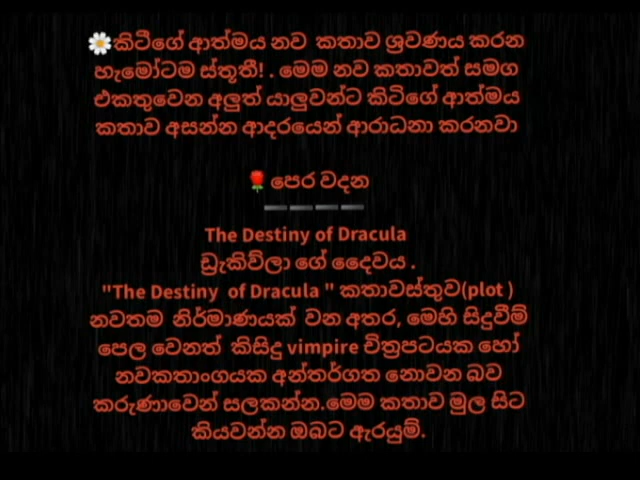 🌼කිටීගේ ආත්මය නව කතාව ශ්‍රවණය කරන
හැමෝටම ස්තූතී! . මෙම නව කතාවත් සමග
එකතුවෙන අලුත් යාලුවන්ට කිටිගේ ආත්මය
කතාව අසන්න ආදරයෙන් ආරාධනා කරනවා
🌹පෙර වදන
➖➖➖➖
The Destiny of Dracula
ඩ්‍රැකිව්ලා ගේ දෛවය .
"The Destiny of Dracula " කතාවස්තුව(plot )
නවතම නිර්මාණයක් වන අතර, මෙහි සිදුවීම්
පෙල වෙනත් කිසිදු vimpire චිත්‍රපටයක හෝ
නවකතාංගයක අන්තර්ගත නොවන බව
කරුණාවෙන් සලකන්න.මෙම කතාව මුල සිට
කියවන්න ඔබට ඇරයුම්.